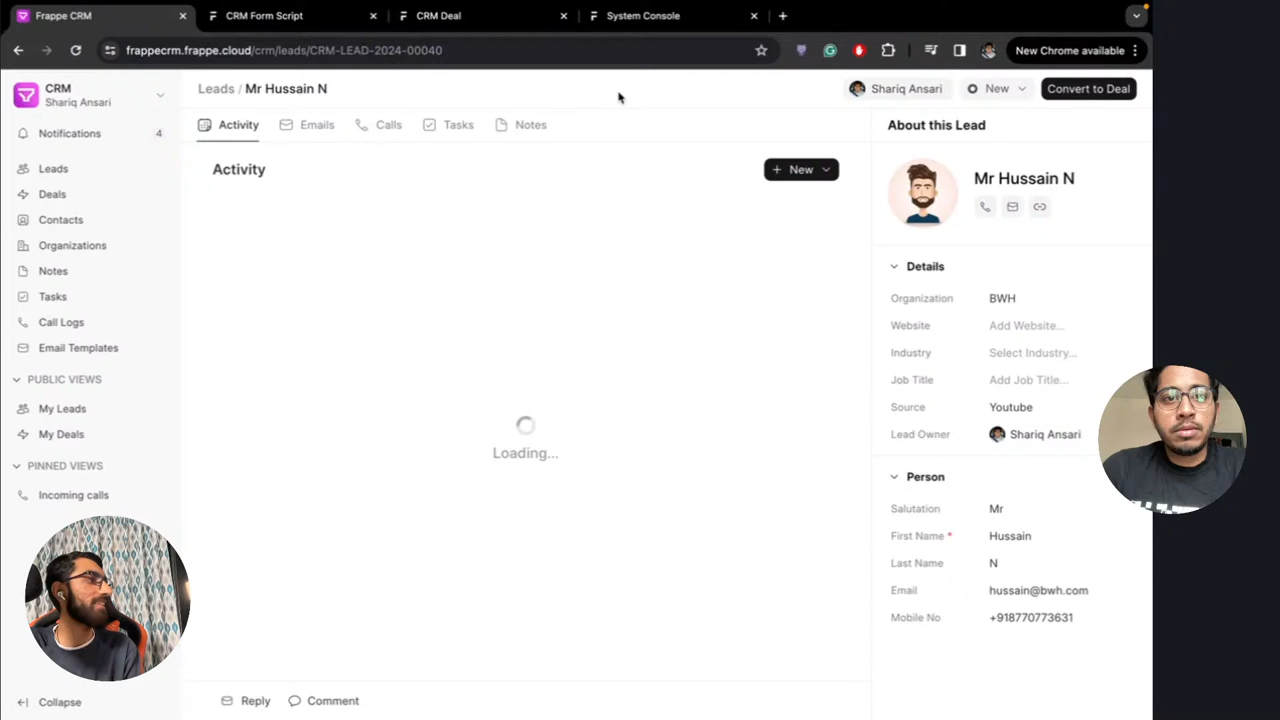 Frappe CRM
CRM Form Script
CRM Deal
System Console
frappecrm.frappe.cloud/crm/leads/CRM-LEAD-2024-00040
New Chrome available
CRM
Shariq Ansari
Notifications
4
Leads
Deals
Contacts
Organizations
Notes
Tasks
Call Logs
Email Templates
PUBLIC VIEWS
My Leads
My Deals
PINNED VIEWS
Incoming calls
Collapse
Leads / Mr Hussain N
Shariq Ansari
New
Convert to Deal
Activity
Emails
Calls
Tasks
Notes
Activity
+ New
Loading...
Reply
Comment
About this Lead
Mr Hussain N
Details
Organization BWH
Website Add Website...
Industry Select Industry...
Job Title Add Job Title...
Source Youtube
Lead Owner Shariq Ansari
Person
Salutation Mr
First Name * Hussain
Last Name N
Email hussain@bwh.com
Mobile No +918770773631